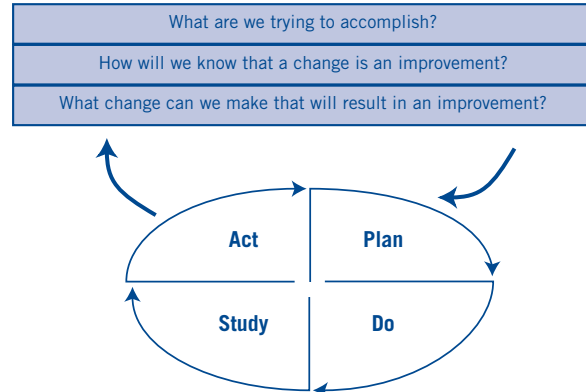 What are we trying to accomplish?
How will we know that a change is an improvement?
What change can we make that will result in an improvement?
Act
Plan
Study
Do